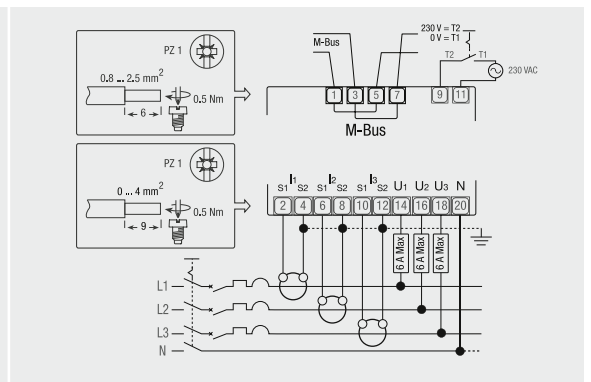 PZ 1
0.8 ... 2.5 mm2
6
0.5 Nm
M-Bus
230 V = T2
0 V = T1
T2 T1
230 VAC
1 3 5 7 9 11
M-Bus
PZ 1
0 ... 4 mm2
9
0.5 Nm
I1 I2 I3 U1 U2 U3 N
S1 S2 S1 S2 S1 S2
2 4 6 8 10 12 14 16 18 20
6 A Max 6 A Max 6 A Max
L1
L2
L3
N